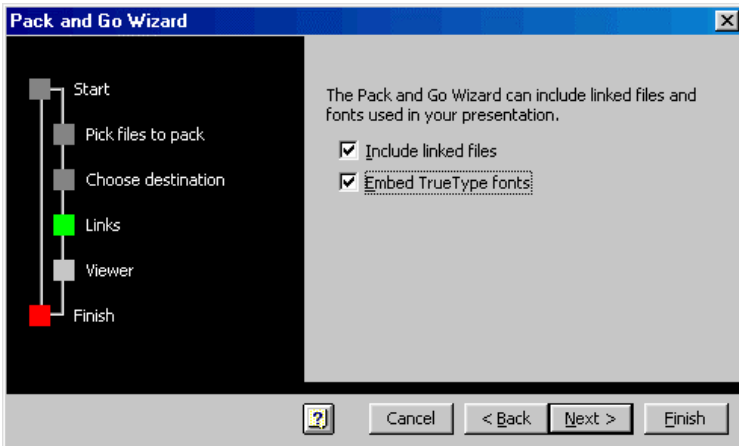 Pack and Go Wizard
Start
Pick files to pack
Choose destination
Links
Viewer
Finish
The Pack and Go Wizard can include linked files and
fonts used in your presentation.
Include linked files
Embed TrueType fonts
? Cancel < Back Next > Finish